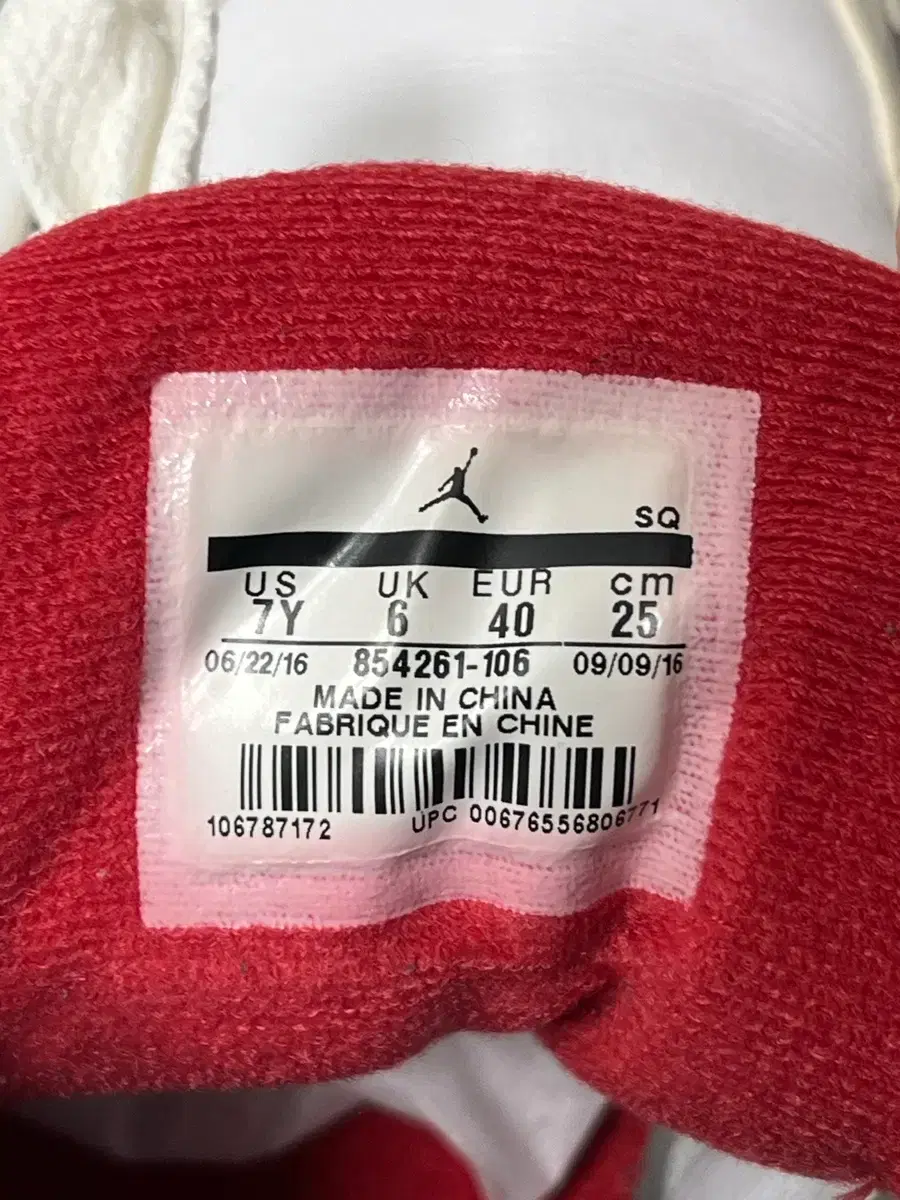 SQ
US UK EUR cm
7Y 6 40 25
06/22/16 854261-106 09/09/16
MADE IN CHINA
FABRIQUE EN CHINE
106787172 UPC 00676556806771